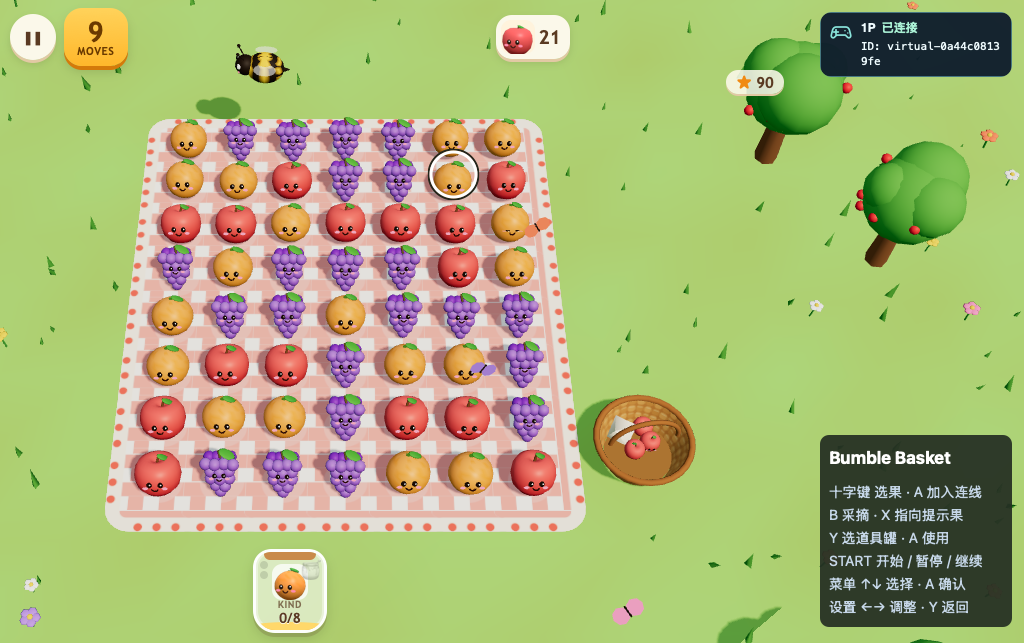 9
MOVES
21
1P 已连接
ID: virtual-0a44c0813
9fe
90
Bumble Basket
十字键 选果 · A 加入连线
B 采摘 · X 指向提示果
Y 选道具罐 · A 使用
START 开始 / 暂停 / 继续
菜单 ↑↓ 选择 · A 确认
设置 ←→ 调整 · Y 返回
KIND
0/8